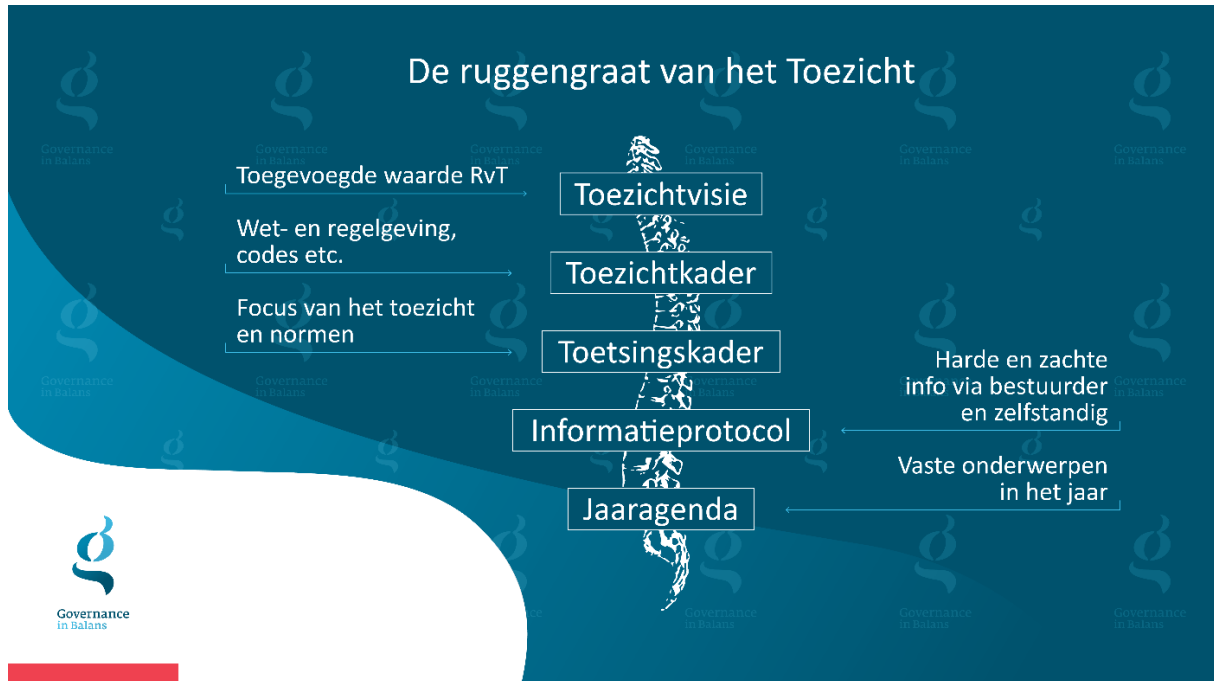 De ruggengraat van het Toezicht
Toegevoegde waarde RvT
Toezichtvisie
Wet- en regelgeving,
codes etc.
Toezichtkader
Focus van het toezicht
en normen
Toetsingskader
Harde en zachte
info via bestuurder
en zelfstandig
Informatieprotocol
Vaste onderwerpen
in het jaar
Jaaragenda
Governance
in Balans